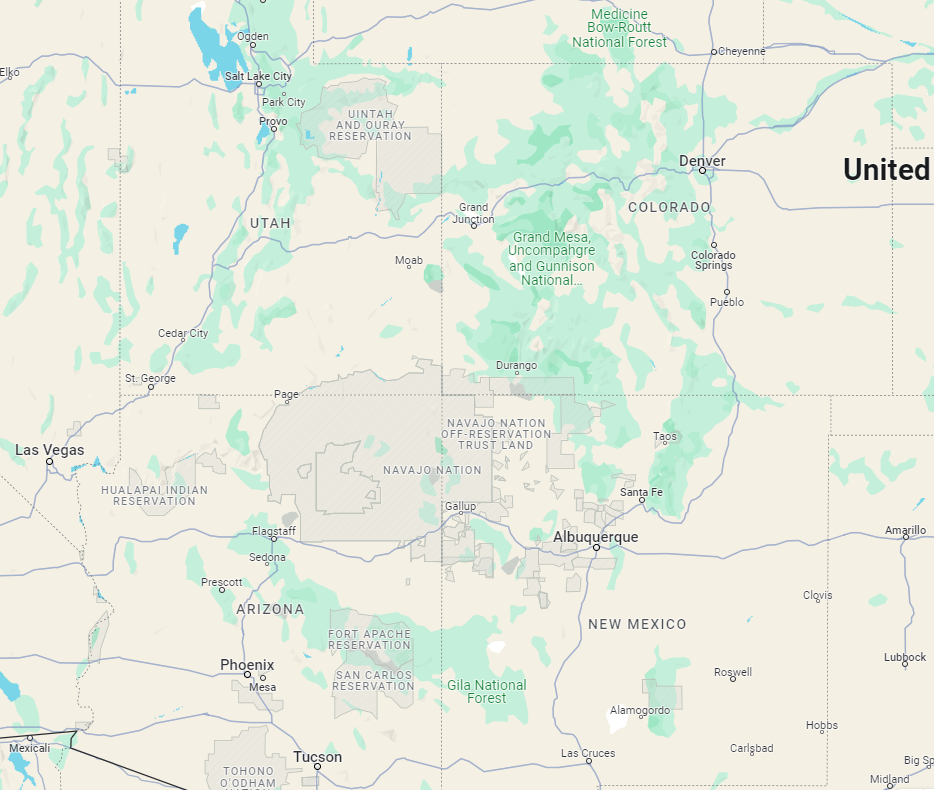 Medicine
Bow-Routt
National Forest
Ogden
Cheyenne
Elko
Salt Lake City
Park City
Provo
UINTAH
AND OURAY
RESERVATION
Denver
United
Grand
Junction
COLORADO
UTAH
Grand Mesa,
Uncompahgre
and Gunnison
National...
Colorado
Springs
Moab
Pueblo
Cedar City
Durango
St. George
Page
NAVAJO NATION
OFF-RESERVATION
TRUST LAND
Taos
Las Vegas
NAVAJO NATION
HUALAPAI INDIAN
RESERVATION
Santa Fe
Gallup
Flagstaff
Albuquerque
Amarillo
Sedona
Prescott
Clovis
ARIZONA
NEW MEXICO
FORT APACHE
RESERVATION
Phoenix
Lubbock
SAN CARLOS
RESERVATION
Roswell
Mesa
Gila National
Forest
Alamogordo
Hobbs
Mexicali
Carlsbad
Las Cruces
Tucson
Big Sp
TOHONO
O'ODHAM
Midland